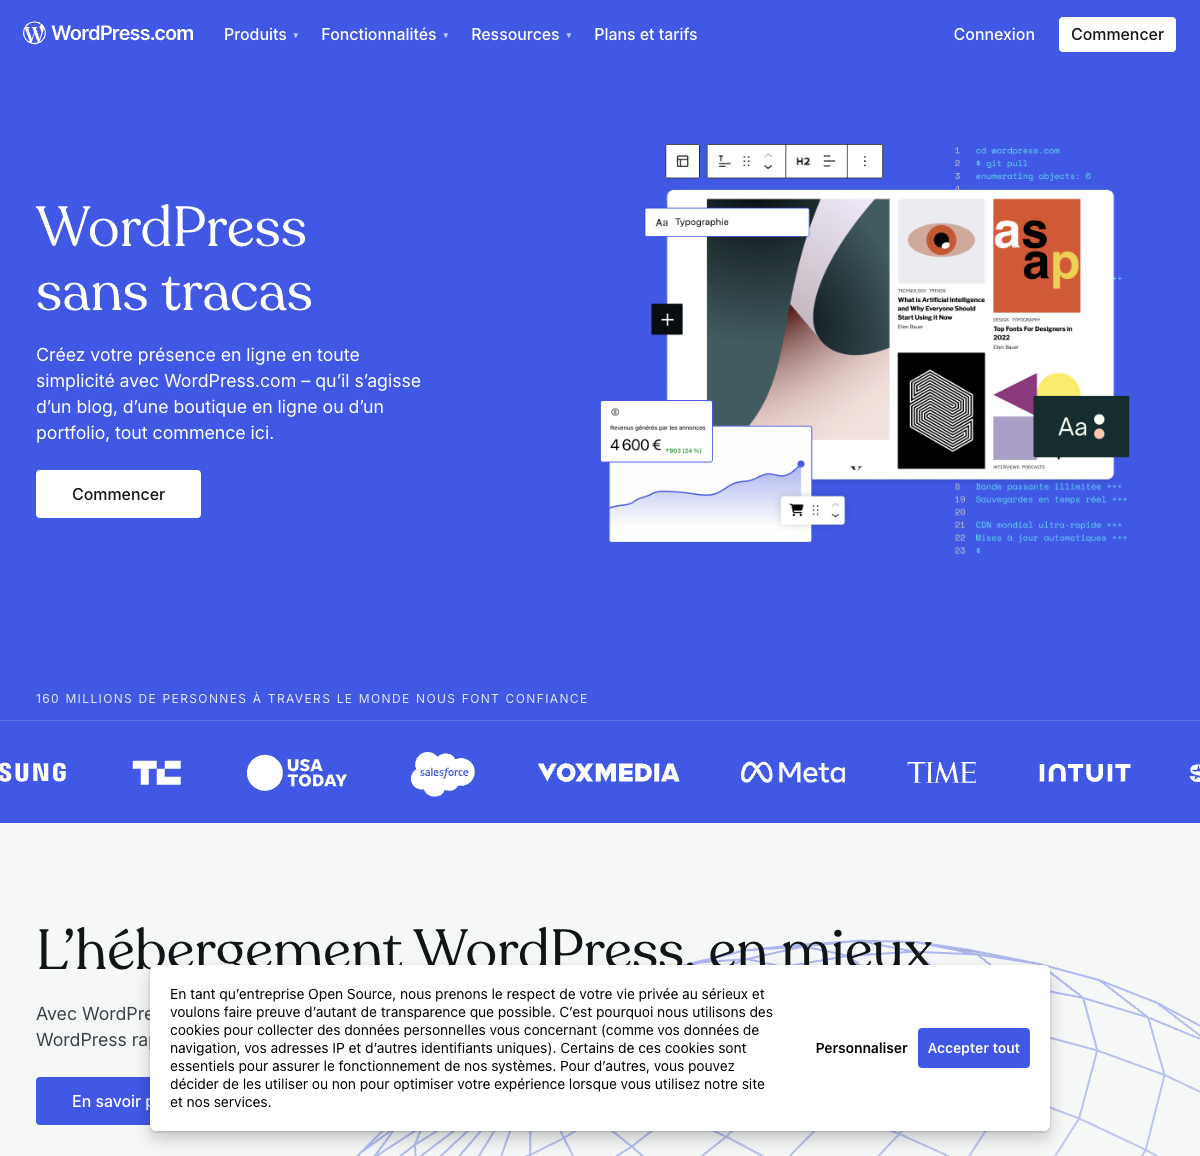 WordPress.com
Produits
Fonctionnalités
Ressources
Plans et tarifs
Connexion
Commencer
WordPress
sans tracas
Créez votre présence en ligne en toute
simplicité avec WordPress.com – qu’il s’agisse
d’un blog, d’une boutique en ligne ou d’un
portfolio, tout commence ici.
Commencer
H2
1 cd wordpress.com
2 # git pull
3 enumerating objects: 6
4
Aa Typographie
TECHNOLOGY TRENDS
What Is Artificial Intelligence
and Why Everyone Should
Start Using it Now
Ellen Bauer
asap
DESIGN TYPOGRAPHY
Top Fonts For Designers in
2022
Ellen Bauer
Aa
INTERVIEWS PODCASTS
Revenus générés par les annonces
4 600 € ↑903 (24 %)
8 Bande passante illimitée ***
19 Sauvegardes en temps réel ***
20
21 CDN mondial ultra-rapide ***
22 Mises à jour automatiques ***
23 #
160 MILLIONS DE PERSONNES À TRAVERS LE MONDE NOUS FONT CONFIANCE
SUNG
TC
USA
TODAY
salesforce
VOXMEDIA
Meta
TIME
INTUIT
L’hébergement WordPress, en mieux
Avec WordPre
WordPress ra
En savoir p
En tant qu’entreprise Open Source, nous prenons le respect de votre vie privée au sérieux et
voulons faire preuve d’autant de transparence que possible. C’est pourquoi nous utilisons des
cookies pour collecter des données personnelles vous concernant (comme vos données de
navigation, vos adresses IP et d’autres identifiants uniques). Certains de ces cookies sont
essentiels pour assurer le fonctionnement de nos systèmes. Pour d’autres, vous pouvez
décider de les utiliser ou non pour optimiser votre expérience lorsque vous utilisez notre site
et nos services.
Personnaliser
Accepter tout